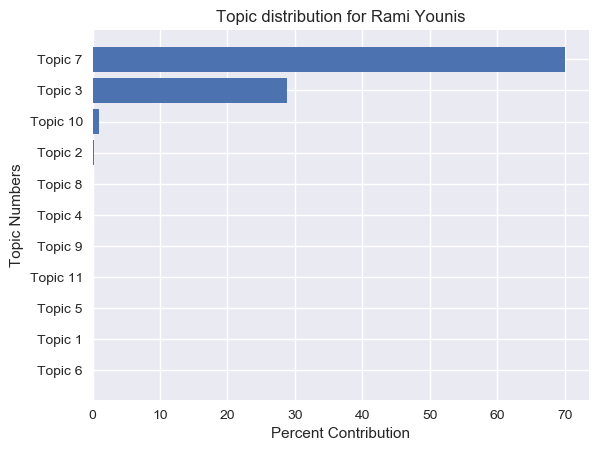 Topic distribution for Rami Younis
Topic Numbers
Topic 7
Topic 3
Topic 10
Topic 2
Topic 8
Topic 4
Topic 9
Topic 11
Topic 5
Topic 1
Topic 6
0 10 20 30 40 50 60 70
Percent Contribution